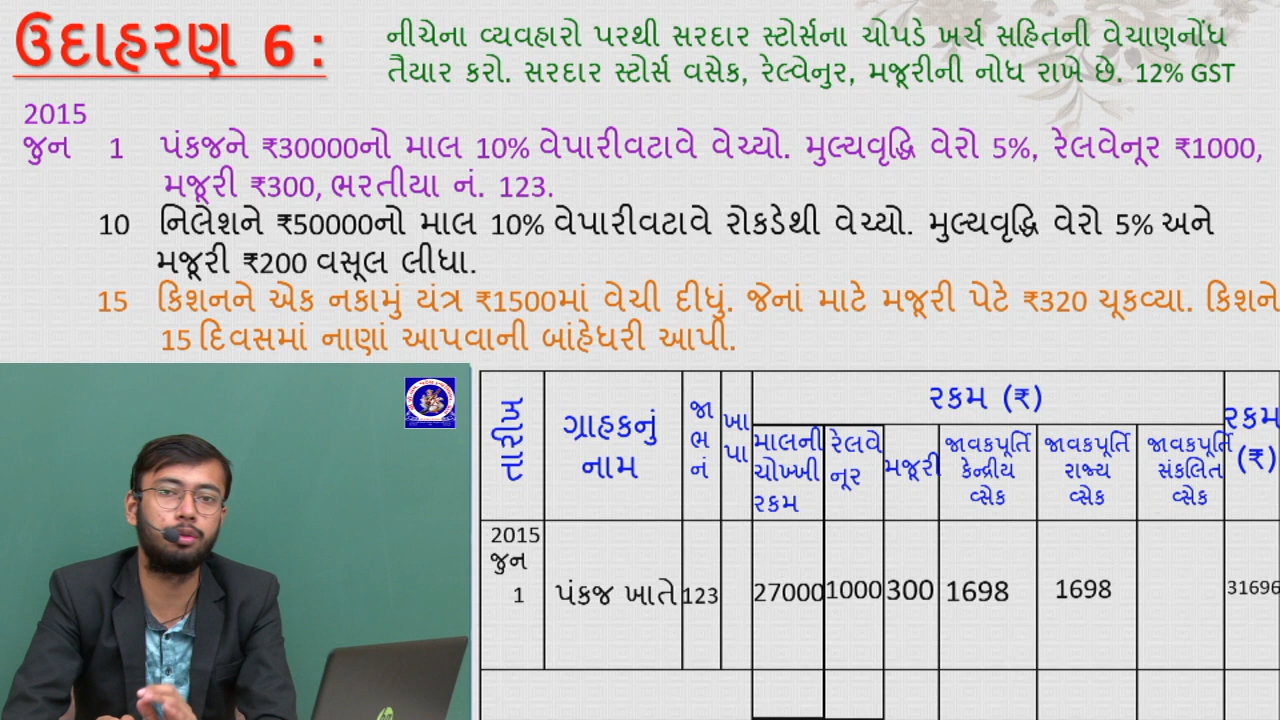 ઉદાહરણ 6 :
નીચેના વ્યવહારો પરથી સરદાર સ્ટોર્સના ચોપડે ખર્ચ સહિતની વેચાણનોંધ
તૈયાર કરો. સરદાર સ્ટોર્સ વસેક, રેલ્વેનુર, મજૂરીની નોધ રાખે છે. 12% GST
2015
જુન 1 પંકજને ₹30000નો માલ 10% વેપારીવટાવે વેચ્યો. મુલ્યવૃદ્ધિ વેરો 5%, રેલવેનૂર ₹1000,
મજૂરી ₹300, ભરતીયા નં. 123.
10 નિલેશને ₹50000નો માલ 10% વેપારીવટાવે રોકડેથી વેચ્યો. મુલ્યવૃદ્ધિ વેરો 5% અને
મજૂરી ₹200 વસૂલ લીધા.
15 કિશનને એક નકામું યંત્ર ₹1500માં વેચી દીધું. જેનાં માટે મજૂરી પેટે ₹320 ચૂકવ્યા. કિશને
15 દિવસમાં નાણાં આપવાની બાંહેધરી આપી.
તારીખ
ગ્રાહકનું
નામ
જા
ભ
નં
ખા
પા
રકમ (₹)
માલની
ચોખ્ખી
રકમ
રેલવે
નૂર
મજૂરી
જાવકપૂર્તિ
કેન્દ્રીય
વ્સેક
જાવકપૂર્તિ
રાજ્ય
વ્સેક
જાવકપૂર્તિ
સંકલિત
વ્સેક
રકમ
(₹)
2015
જુન
1 પંકજ ખાતે 123 27000 1000 300 1698 1698 31696